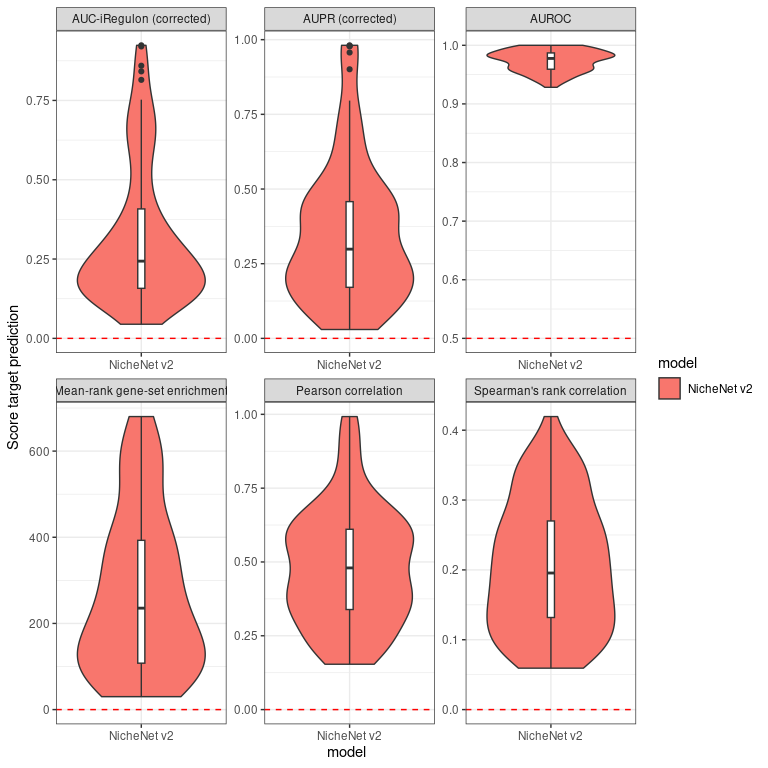 AUC-iRegulon (corrected)
AUPR (corrected)
AUROC
0.75
0.50
0.25
0.00
1.00
0.75
0.50
0.25
0.00
1.0
0.9
0.8
0.7
0.6
0.5
NicheNet v2
NicheNet v2
NicheNet v2
Score target prediction
Mean-rank gene-set enrichment
Pearson correlation
Spearman's rank correlation
600
400
200
0
1.00
0.75
0.50
0.25
0.00
0.4
0.3
0.2
0.1
0.0
NicheNet v2
NicheNet v2
NicheNet v2
model
model
NicheNet v2